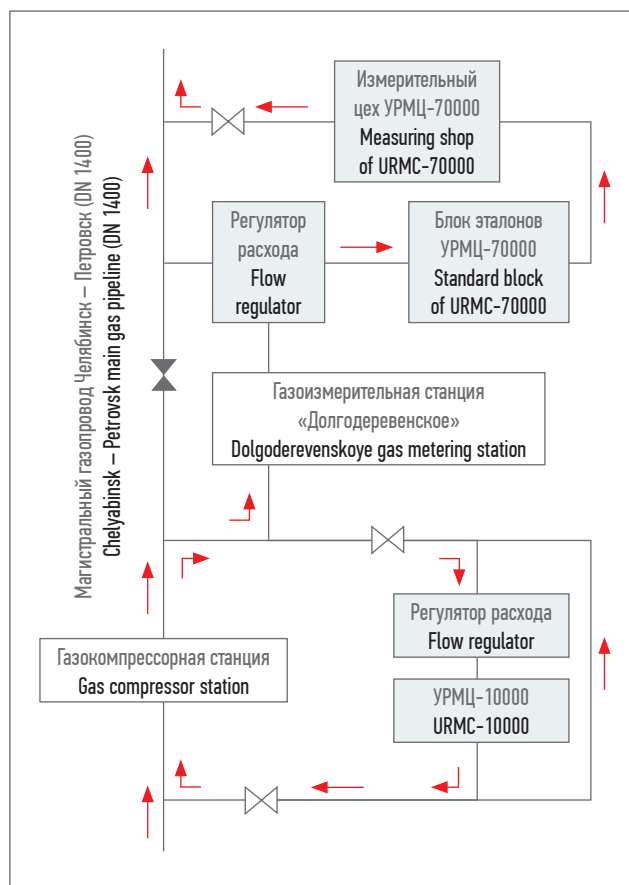 Измерительный
цех УРМЦ-70000
Measuring shop
of URMC-70000
Магистральный газопровод Челябинск – Петровск (DN 1400)
Chelyabinsk – Petrovsk main gas pipeline (DN 1400)
Регулятор
расхода
Flow
regulator
Блок эталонов
УРМЦ-70000
Standard block
of URMC-70000
Газоизмерительная станция
«Долгодеревенское»
Dolgoderevenskoye gas metering station
Регулятор расхода
Flow regulator
Газокомпрессорная станция
Gas compressor station
УРМЦ-10000
URMC-10000